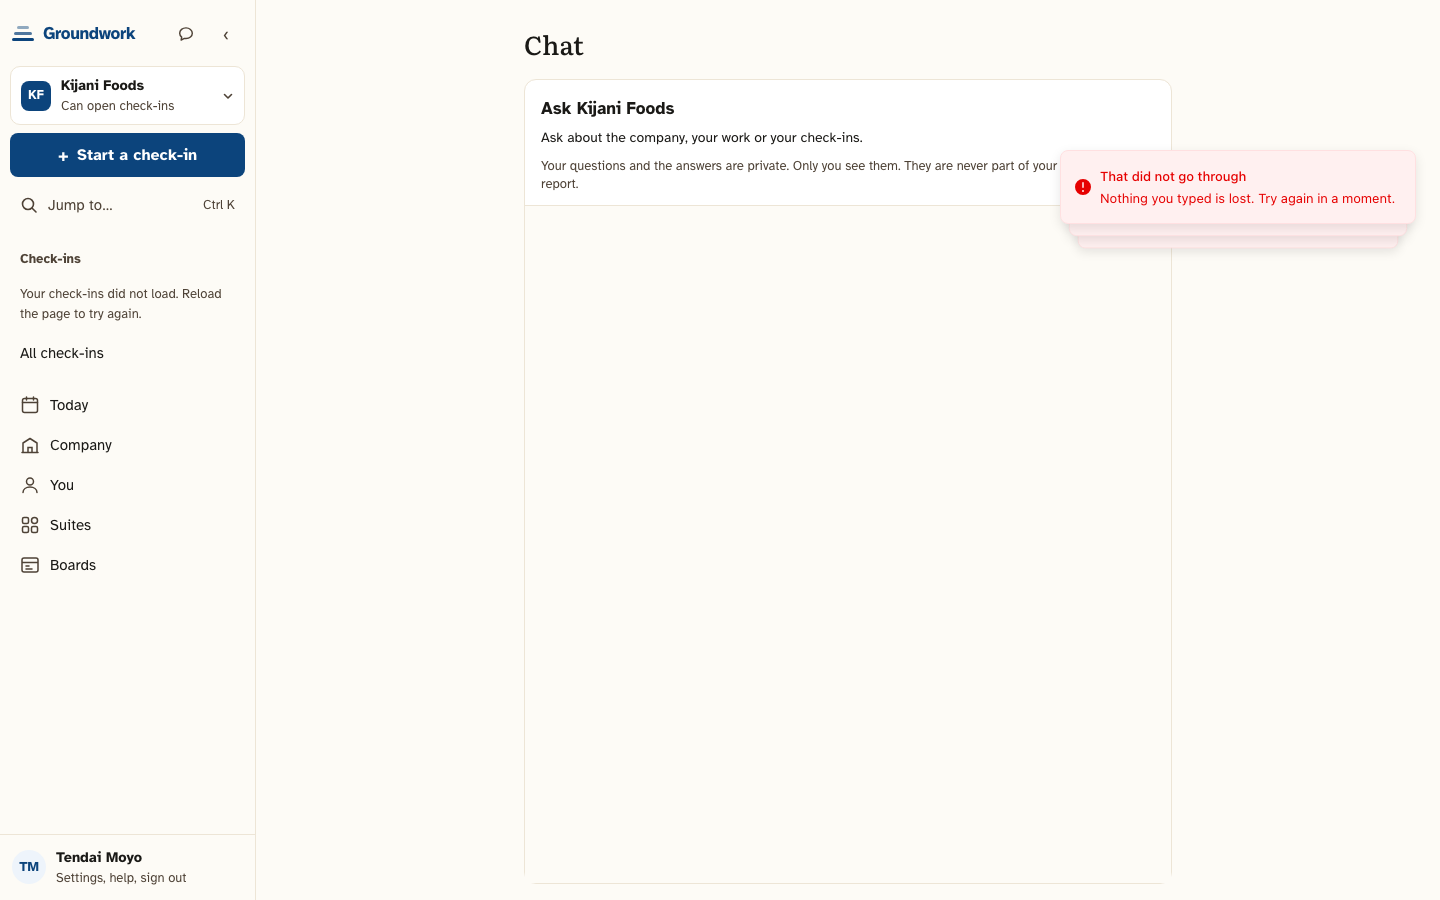 Groundwork
KF
Kijani Foods
Can open check-ins
+ Start a check-in
Jump to...
Ctrl K
Check-ins
Your check-ins did not load. Reload
the page to try again.
All check-ins
Today
Company
You
Suites
Boards
TM
Tendai Moyo
Settings, help, sign out
Chat
Ask Kijani Foods
Ask about the company, your work or your check-ins.
Your questions and the answers are private. Only you see them. They are never part of your
report.
That did not go through
Nothing you typed is lost. Try again in a moment.